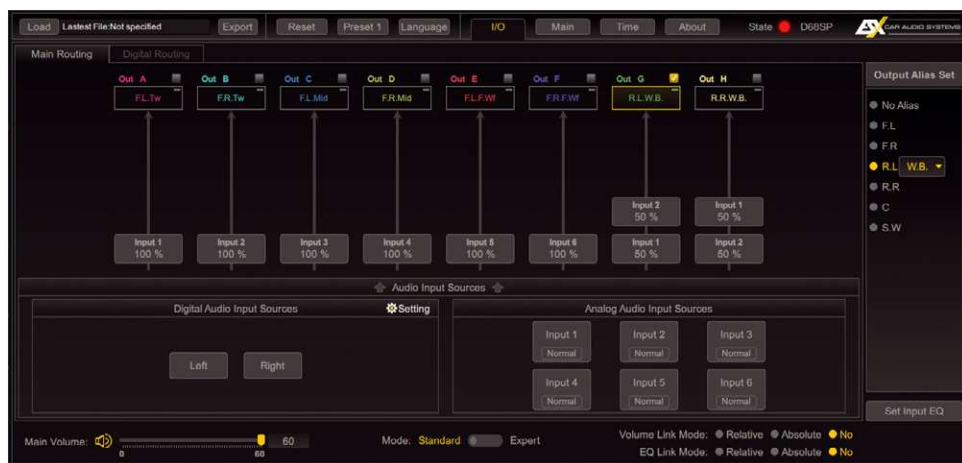 Load Lastest File:Not specified Export Reset Preset 1 Language I/O Main Time About State D68SP ESX CAR AUDIO SYSTEMS
Main Routing Digital Routing
Out A Out B Out C Out D Out E Out F Out G Out H
F.L.Tw F.R.Tw F.L.Mid F.R.Mid F.L.F.Wf F.R.F.Wf R.L.W.B. R.R.W.B.
Output Alias Set
No Alias
F.L
F.R
R.L W.B.
R.R
C
S.W
Input 2 Input 1
50 % 50 %
Input 1 Input 2 Input 3 Input 4 Input 5 Input 6 Input 1 Input 2
100 % 100 % 100 % 100 % 100 % 100 % 50 % 50 %
Audio Input Sources
Digital Audio Input Sources Setting
Left Right
Analog Audio Input Sources
Input 1 Input 2 Input 3
Normal Normal Normal
Input 4 Input 5 Input 6
Normal Normal Normal
Set Input EQ
Main Volume: 60
0 60
Mode: Standard Expert
Volume Link Mode: Relative Absolute No
EQ Link Mode: Relative Absolute No